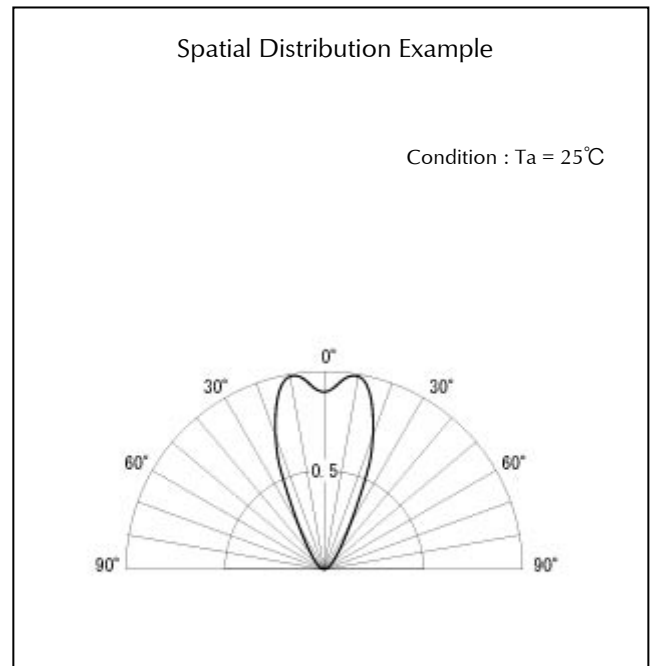 Spatial Distribution Example
Condition : Ta = 25℃
0°
30° 30°
60° 60°
0.5
90° 90°